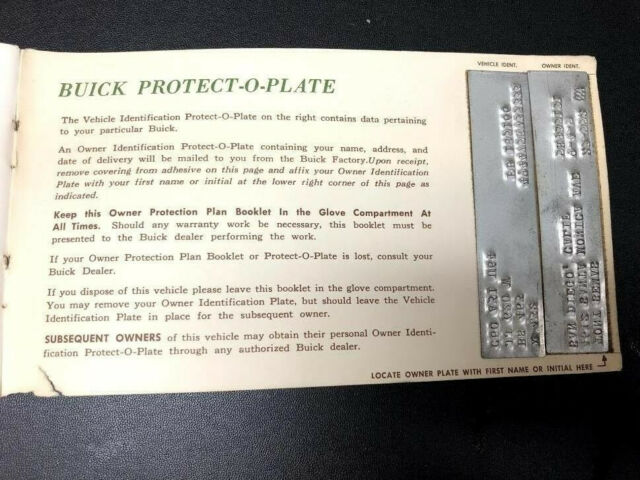 VEHICLE IDENT. OWNER IDENT.
BUICK PROTECT-O-PLATE
The Vehicle Identification Protect-O-Plate on the right contains data pertaining
to your particular Buick.
An Owner Identification Protect-O-Plate containing your name, address, and
date of delivery will be mailed to you from the Buick Factory. Upon receipt,
remove covering from adhesive on this page and affix your Owner Identification
Plate with your first name or initial at the lower right corner of this page as
indicated.
Keep this Owner Protection Plan Booklet In the Glove Compartment At
All Times. Should any warranty work be necessary, this booklet must be
presented to the Buick dealer performing the work.
If your Owner Protection Plan Booklet or Protect-O-Plate is lost, consult your
Buick Dealer.
If you dispose of this vehicle please leave this booklet in the glove compartment.
You may remove your Owner Identification Plate, but should leave the Vehicle
Identification Plate in place for the subsequent owner.
SUBSEQUENT OWNERS of this vehicle may obtain their personal Owner Identi-
fication Protect-O-Plate through any authorized Buick dealer.
LOCATE OWNER PLATE WITH FIRST NAME OR INITIAL HERE